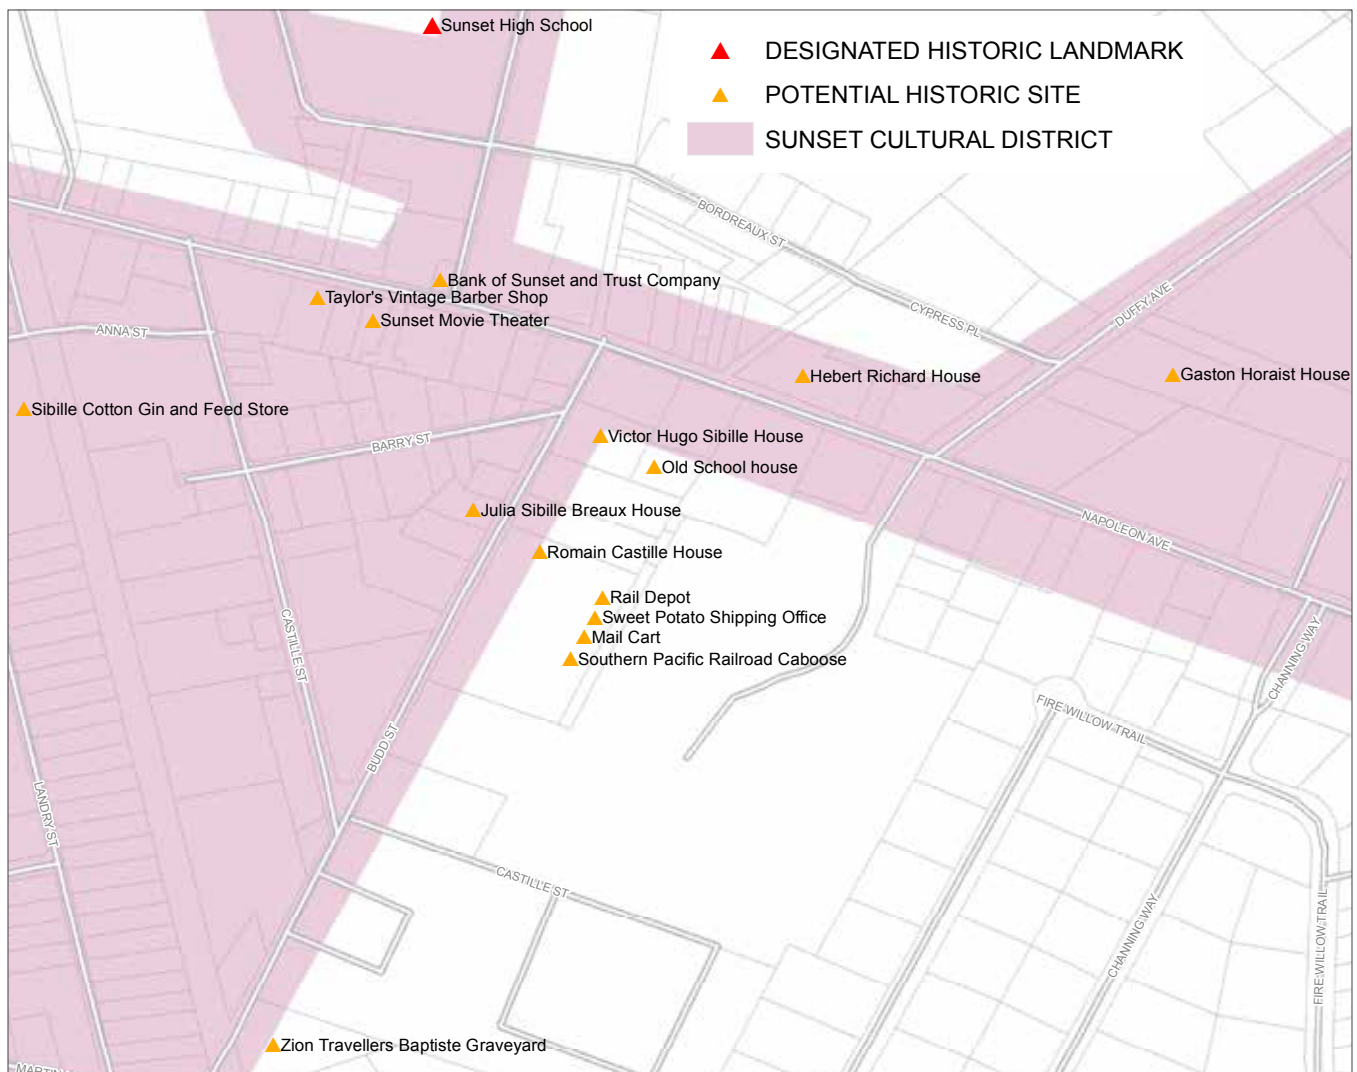 Sunset High School
DESIGNATED HISTORIC LANDMARK
POTENTIAL HISTORIC SITE
SUNSET CULTURAL DISTRICT
BORDREAUX ST
Bank of Sunset and Trust Company
Taylor's Vintage Barber Shop
Sunset Movie Theater
ANNA ST
CYPRESS PL
DUFFY AVE
Hebert Richard House
Gaston Horaist House
Sibille Cotton Gin and Feed Store
BARRY ST
Victor Hugo Sibille House
Old School house
Julia Sibille Breaux House
NAPOLEON AVE
Romain Castille House
Rail Depot
Sweet Potato Shipping Office
Mail Cart
Southern Pacific Railroad Caboose
CASTILLE ST
CHANNING WAY
FIRE WILLOW TRAIL
BUDD ST
LANDRY ST
CASTILLE ST
CHANNING WAY
FIRE WILLOW TRAIL
Zion Travellers Baptiste Graveyard